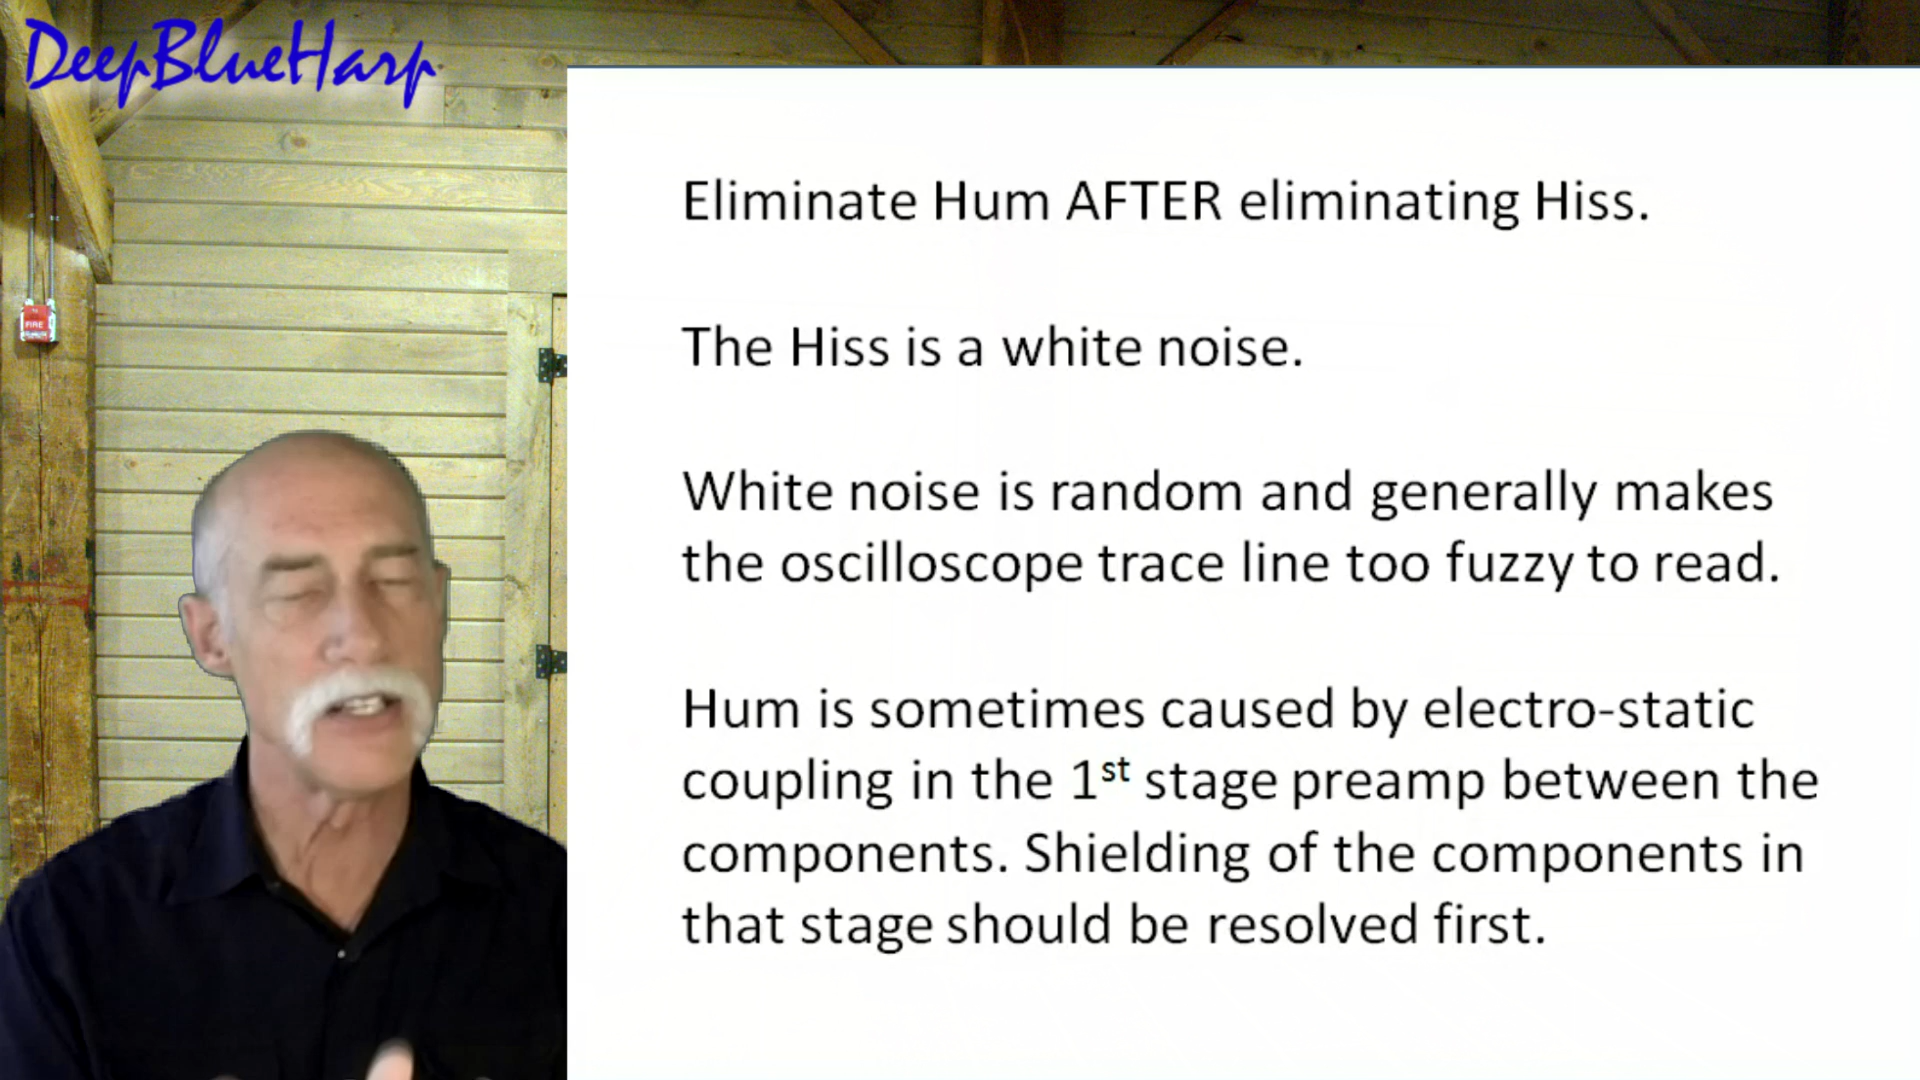 DeepBlueHarp
Eliminate Hum AFTER eliminating Hiss.
The Hiss is a white noise.
White noise is random and generally makes
the oscilloscope trace line too fuzzy to read.
Hum is sometimes caused by electro-static
coupling in the 1st stage preamp between the
components. Shielding of the components in
that stage should be resolved first.
FIRE